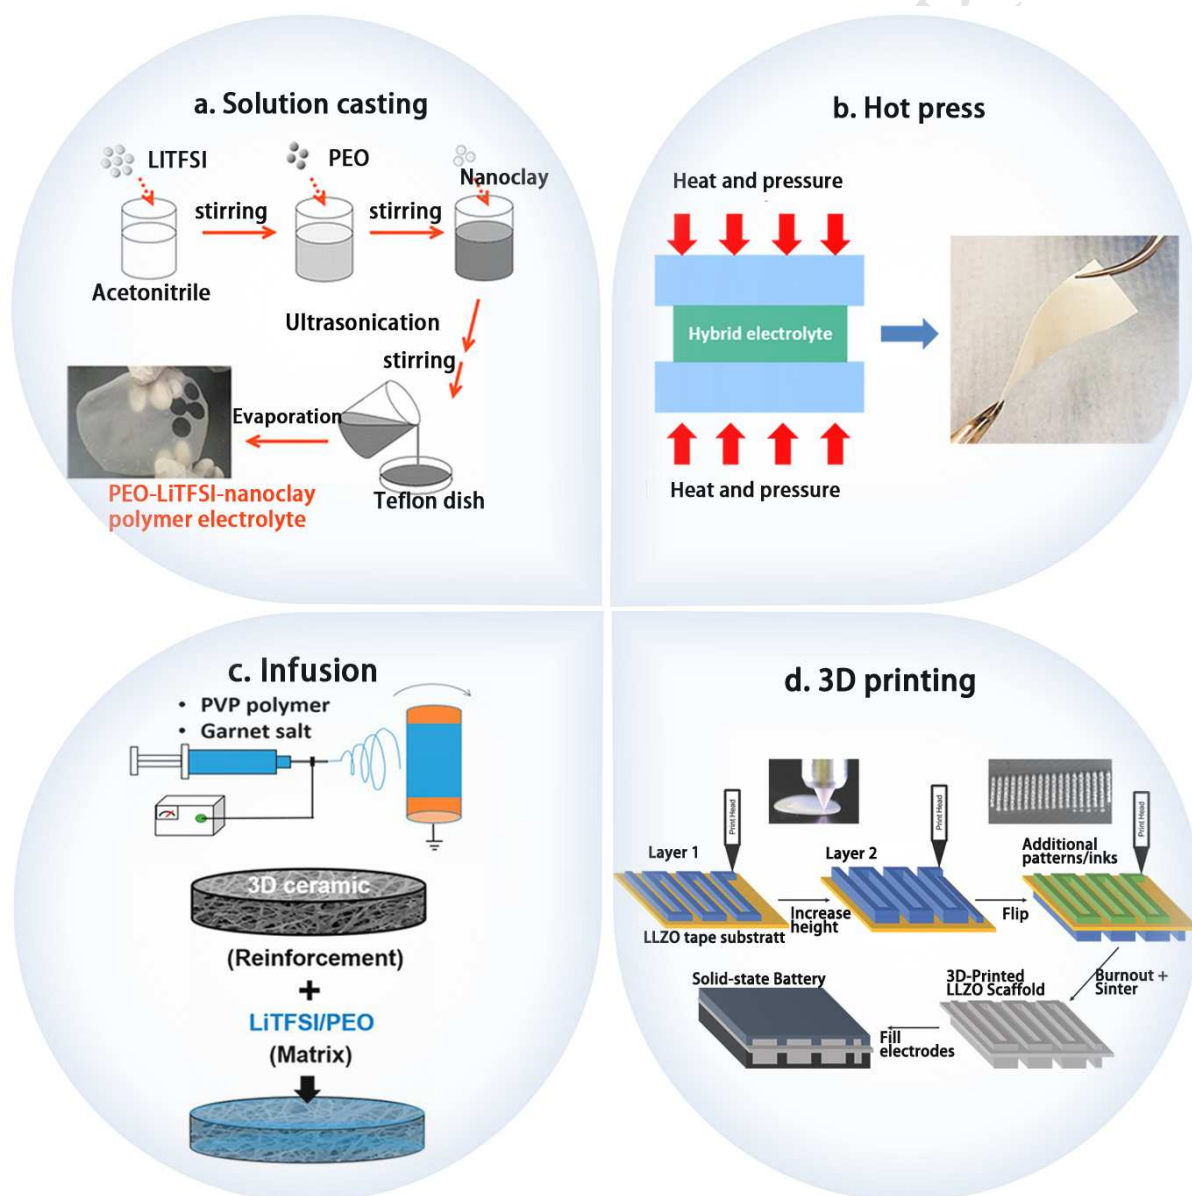 a. Solution casting
LITFSI
PEO
Nanoclay
stirring
stirring
Acetonitrile
Ultrasonication
stirring
Evaporation
Teflon dish
PEO-LiTFSI-nanoclay
polymer electrolyte
b. Hot press
Heat and pressure
Hybrid electrolyte
Heat and pressure
c. Infusion
• PVP polymer
• Garnet salt
3D ceramic
(Reinforcement)
+
LiTFSI/PEO
(Matrix)
d. 3D printing
Print Head
Print Head
Print Head
Layer 1
Layer 2
Additional
patterns/inks
LLZO tape substratt
Increase
height
Flip
Burnout +
Sinter
3D-Printed
LLZO Scaffold
Solid-state Battery
Fill
electrodes